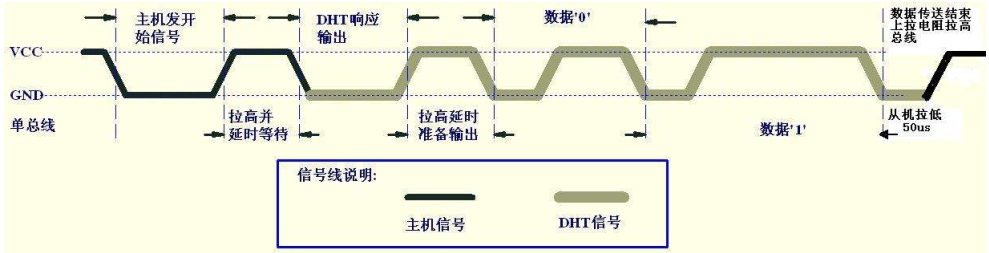 主机发开
始信号
DHT响应
输出
数据'0'
数据传送结束
上拉电阻拉高
总线
VCC
GND
单总线
拉高并
延时等待
拉高延时
准备输出
数据'1'
从机拉低
50us
信号线说明:
主机信号
DHT信号